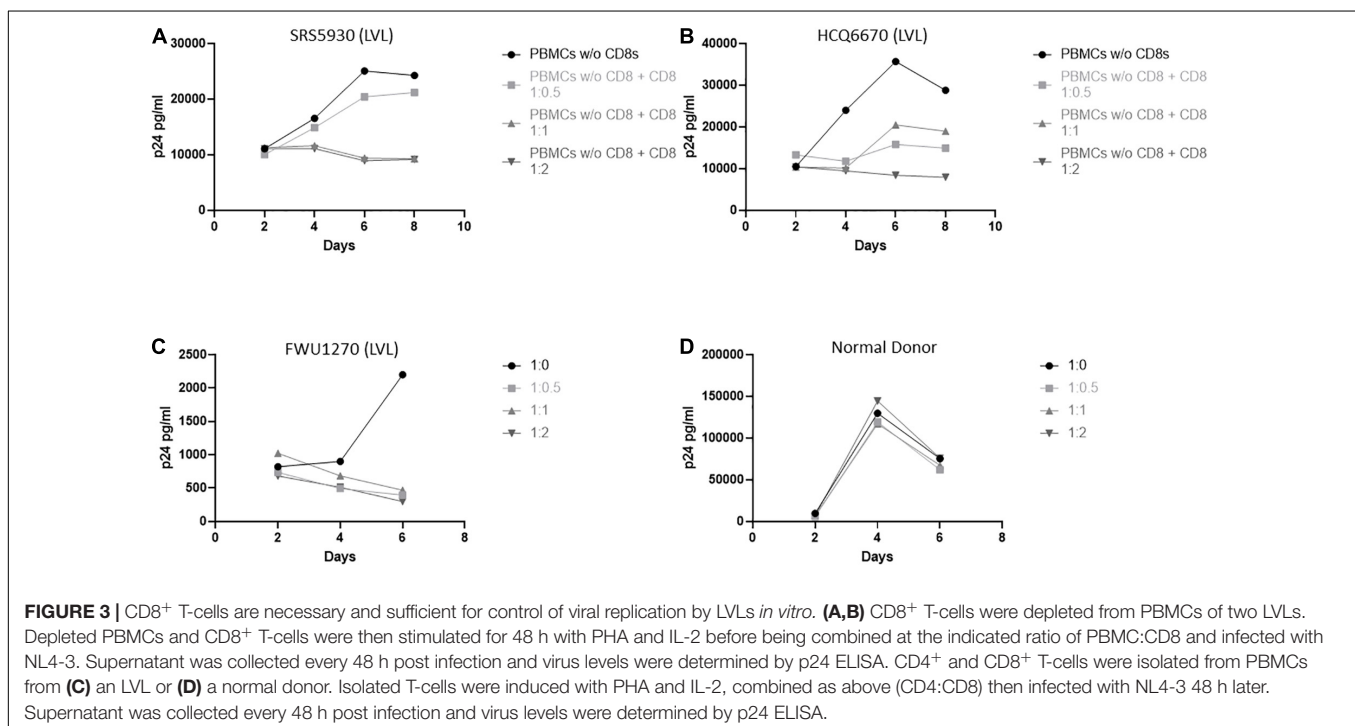 A
SRS5930 (LVL)
30000
20000
10000
0
p24 pg/ml
0 2 4 6 8 10
Days
PBMCs w/o CD8s
PBMCs w/o CD8 + CD8
1:0.5
PBMCs w/o CD8 + CD8
1:1
PBMCs w/o CD8 + CD8
1:2
B
HCQ6670 (LVL)
40000
30000
20000
10000
0
p24 pg/ml
0 2 4 6 8 10
Days
PBMCs w/o CD8s
PBMCs w/o CD8 + CD8
1:0.5
PBMCs w/o CD8 + CD8
1:1
PBMCs w/o CD8 + CD8
1:2
C
FWU1270 (LVL)
2500
2000
1500
1000
500
0
p24 pg/ml
0 2 4 6 8
Days
1:0
1:0.5
1:1
1:2
D
Normal Donor
200000
150000
100000
50000
0
p24 pg/ml
0 2 4 6 8
Days
1:0
1:0.5
1:1
1:2
FIGURE 3 | CD8+ T-cells are necessary and sufficient for control of viral replication by LVLs in vitro. (A,B) CD8+ T-cells were depleted from PBMCs of two LVLs.
Depleted PBMCs and CD8+ T-cells were then stimulated for 48 h with PHA and IL-2 before being combined at the indicated ratio of PBMC:CD8 and infected with
NL4-3. Supernatant was collected every 48 h post infection and virus levels were determined by p24 ELISA. CD4+ and CD8+ T-cells were isolated from PBMCs
from (C) an LVL or (D) a normal donor. Isolated T-cells were induced with PHA and IL-2, combined as above (CD4:CD8) then infected with NL4-3 48 h later.
Supernatant was collected every 48 h post infection and virus levels were determined by p24 ELISA.